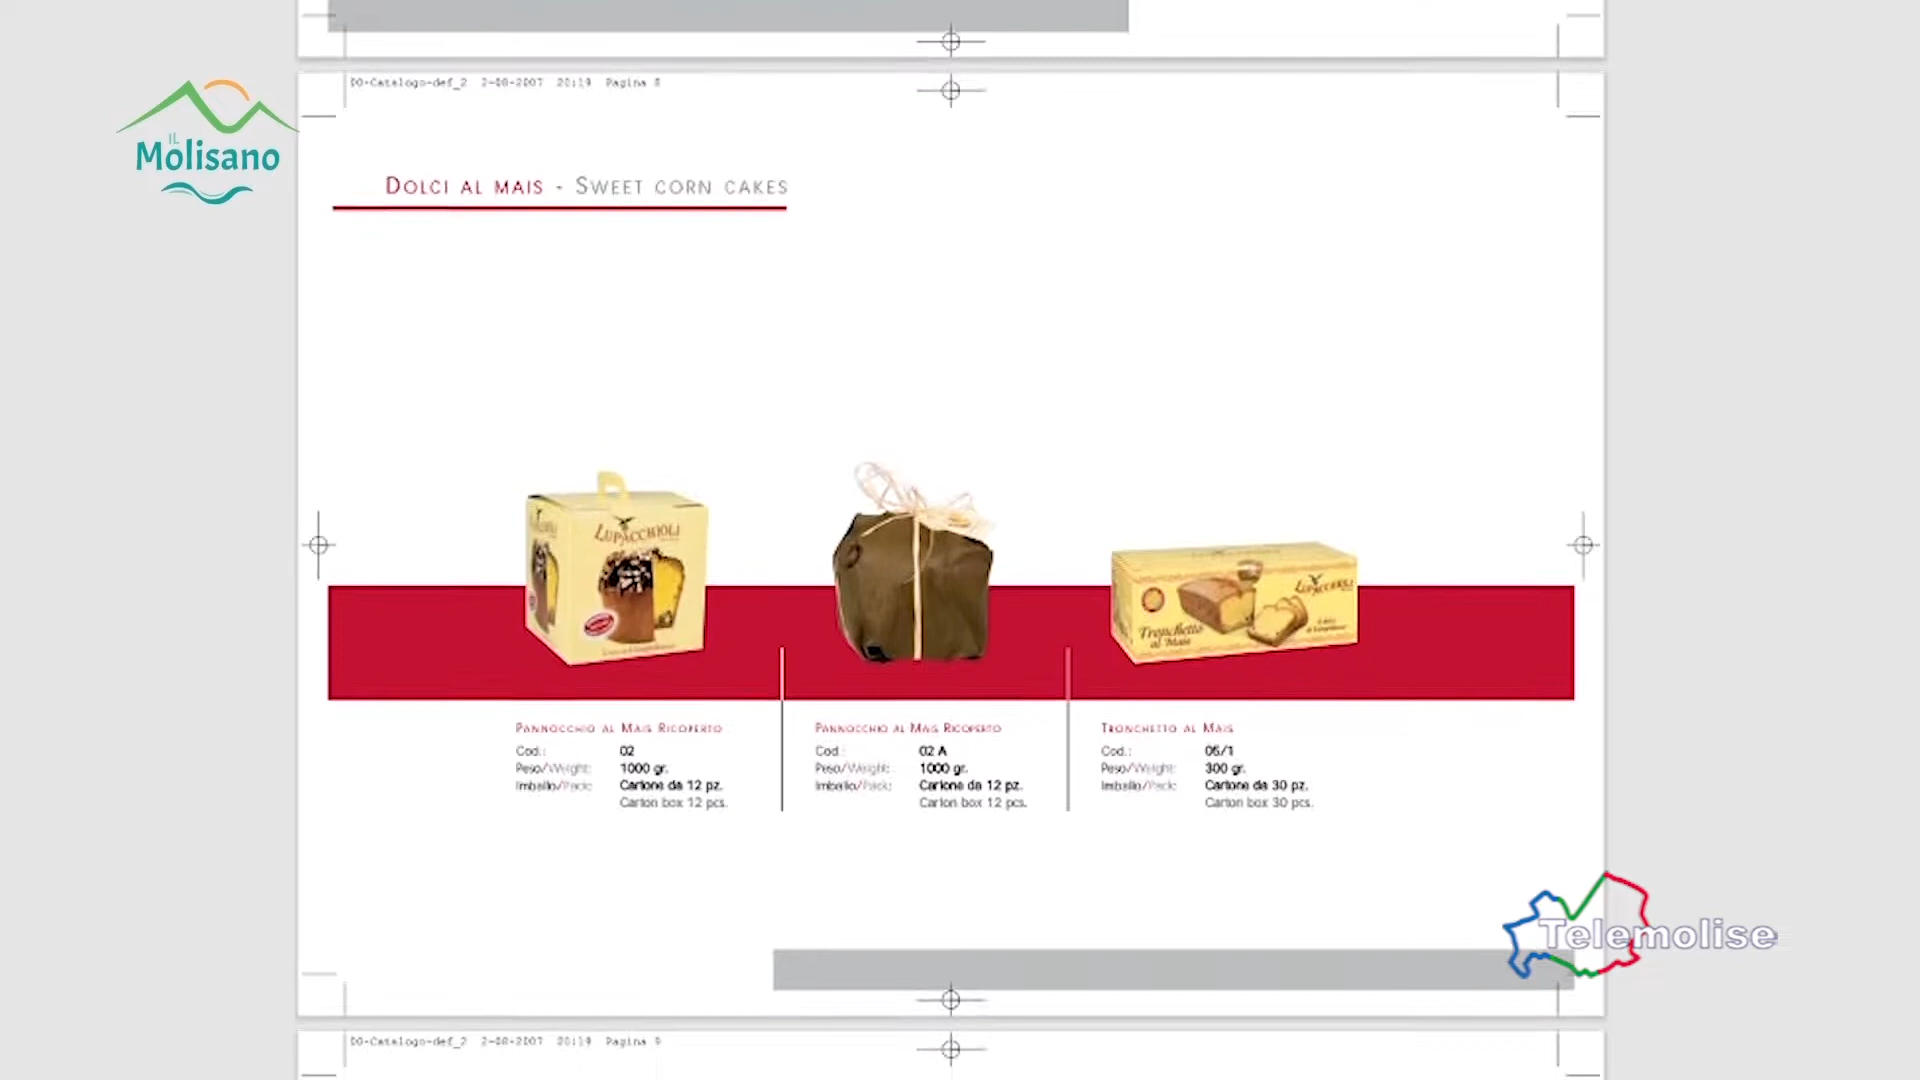 DO-Catalogo-def_2 2-08-2007 20:19 Pagina 8
IL
Molisano
DOLCI AL MAIS - SWEET CORN CAKES
LUPACCHIOLI
LUPACCHIOLI
Tronchetto
al Mais
PANNOCCHIO AL MAIS RICOPERTO
Cod.: 02
Peso/Weight: 1000 gr.
Imballo/Pack: Cartone da 12 pz.
Carton box 12 pcs.
PANNOCCHIO AL MAIS RICOPERTO
Cod.: 02 A
Peso/Weight: 1000 gr.
Imballo/Pack: Cartone da 12 pz.
Carton box 12 pcs.
TRONCHETTO AL MAIS
Cod.: 05/1
Peso/Weight: 300 gr.
Imballo/Pack: Cartone da 30 pz.
Carton box 30 pcs.
Telemolise
DO-Catalogo-def_2 2-08-2007 20:19 Pagina 9